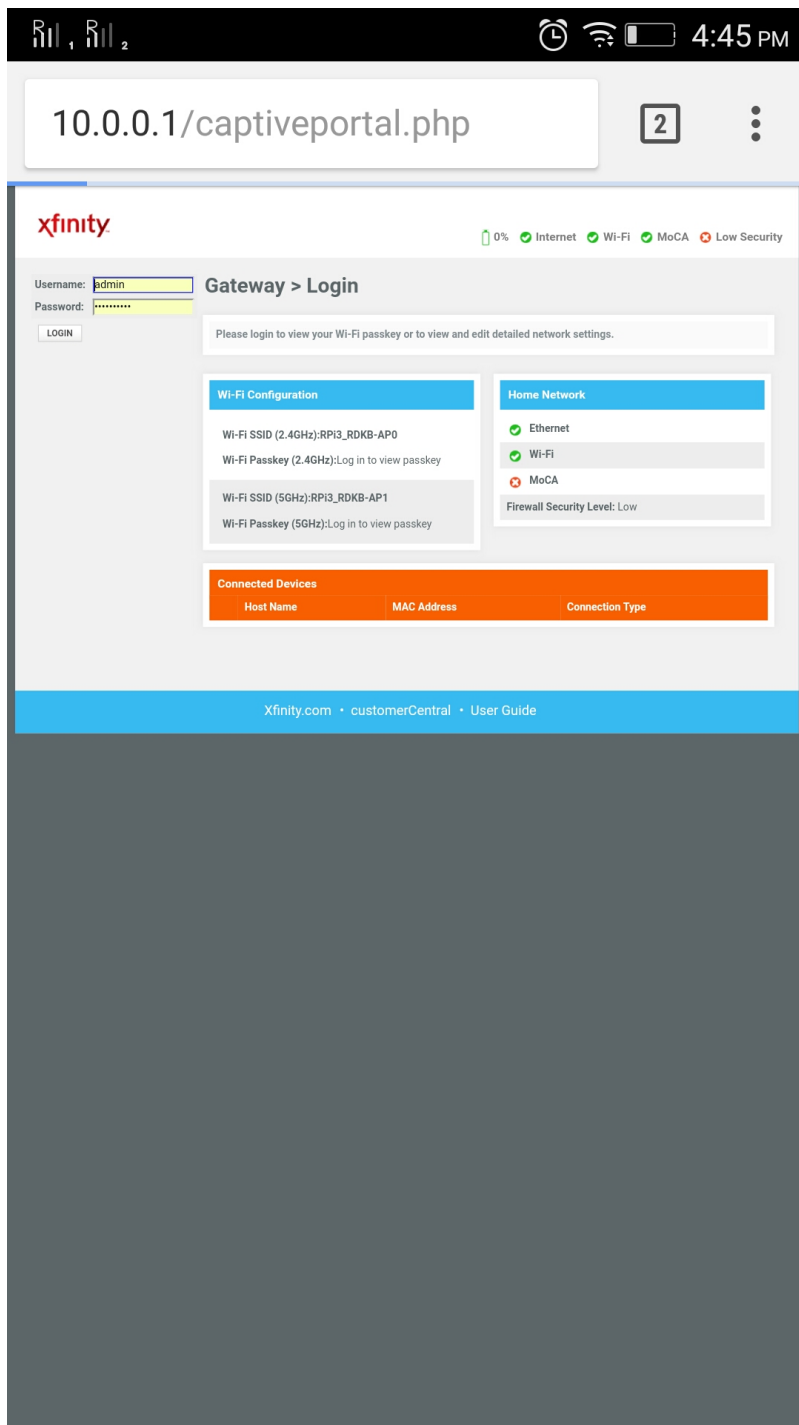 R 1 R 2 4:45 PM
10.0.0.1/captiveportal.php 2
xfinity
0% Internet Wi-Fi MoCA Low Security
Username: admin
Password: ••••••••••
LOGIN
Gateway > Login
Please login to view your Wi-Fi passkey or to view and edit detailed network settings.
Wi-Fi Configuration
Wi-Fi SSID (2.4GHz):RPi3_RDKB-AP0
Wi-Fi Passkey (2.4GHz):Log in to view passkey
Wi-Fi SSID (5GHz):RPi3_RDKB-AP1
Wi-Fi Passkey (5GHz):Log in to view passkey
Home Network
Ethernet
Wi-Fi
MoCA
Firewall Security Level: Low
Connected Devices
Host Name MAC Address Connection Type
Xfinity.com • customerCentral • User Guide